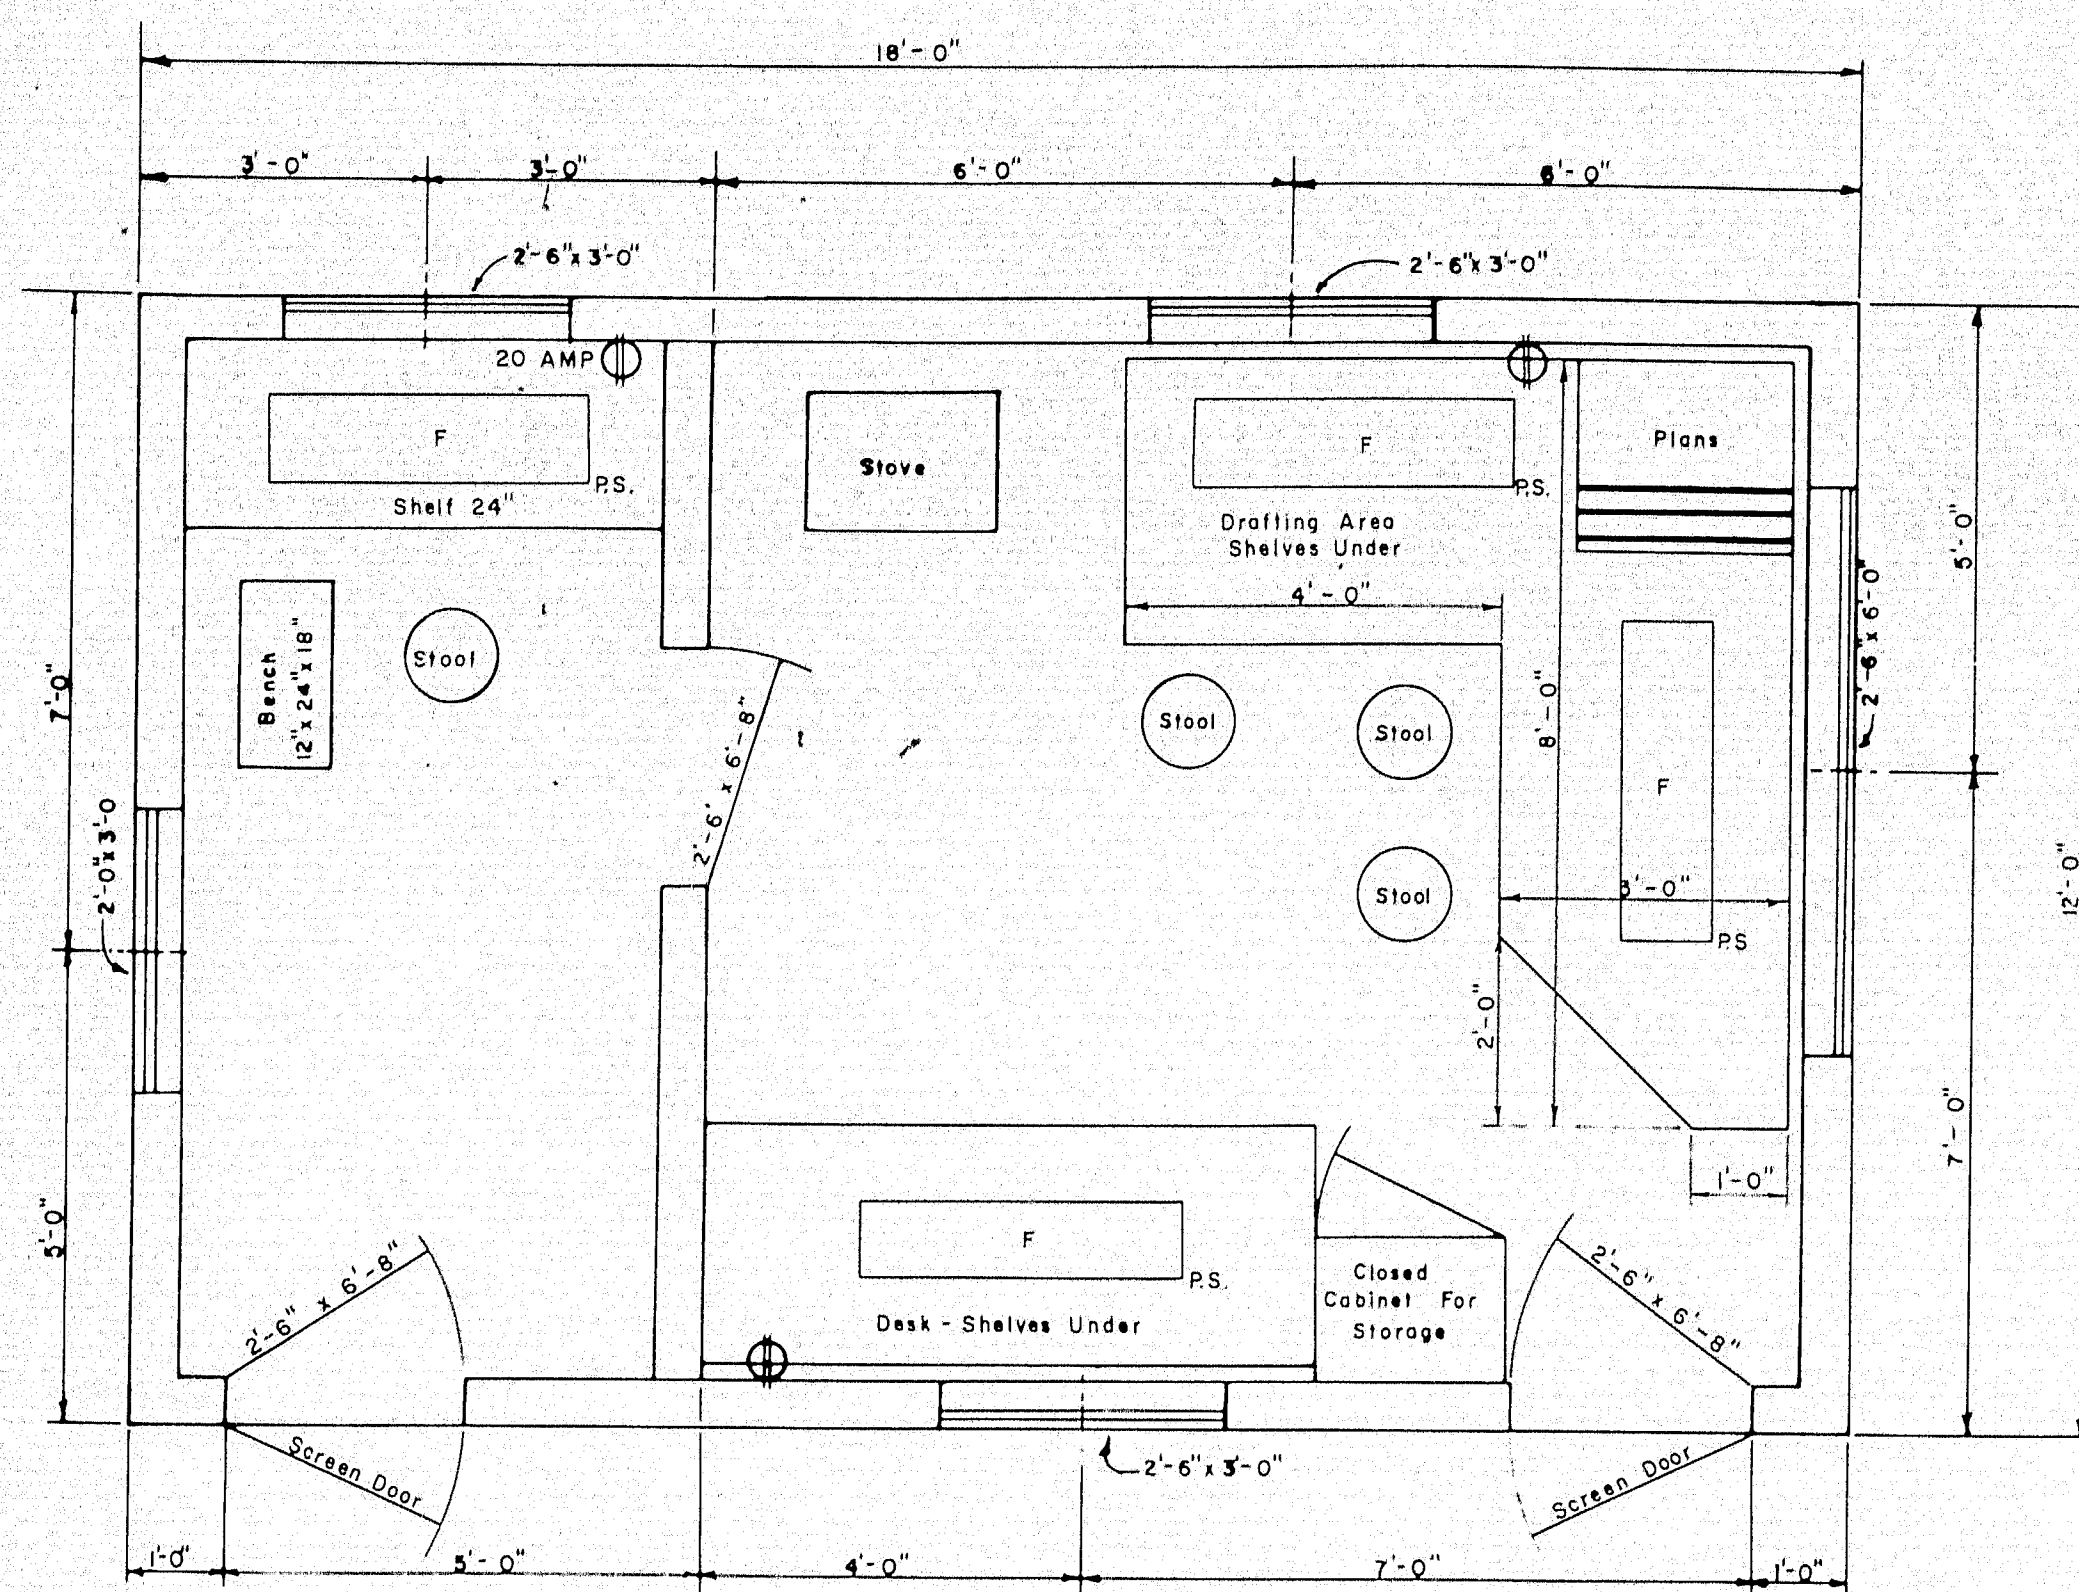 18'-0"
3'-0"
3'-0"
6'-0"
6'-0"
2'-6"x 3'-0"
2'-6"x 3'-0"
20 AMP
F
P.S.
Shelf 24"
Stove
F
P.S.
Drafting Area
Shelves Under
4'-0"
Plans
5'-0"
2'-6"x 6'-0"
Bench
12"x 24"x 18"
Stool
7'-0"
2'-6' x 6'-8"
Stool
Stool
8'-0"
F
3'-0"
P.S
Stool
2'-0"x 3'-0
12'-0"
2'-0"
7'-0"
1'-0"
5'-0"
2'-6" x 6'-8"
F
P.S.
Desk - Shelves Under
Closed
Cabinet For
Storage
2'-6" x 6'-8"
Screen Door
2'-6"x 3'-0"
Screen Door
1'-0"
5'-0"
4'-0"
7'-0"
1'-0"